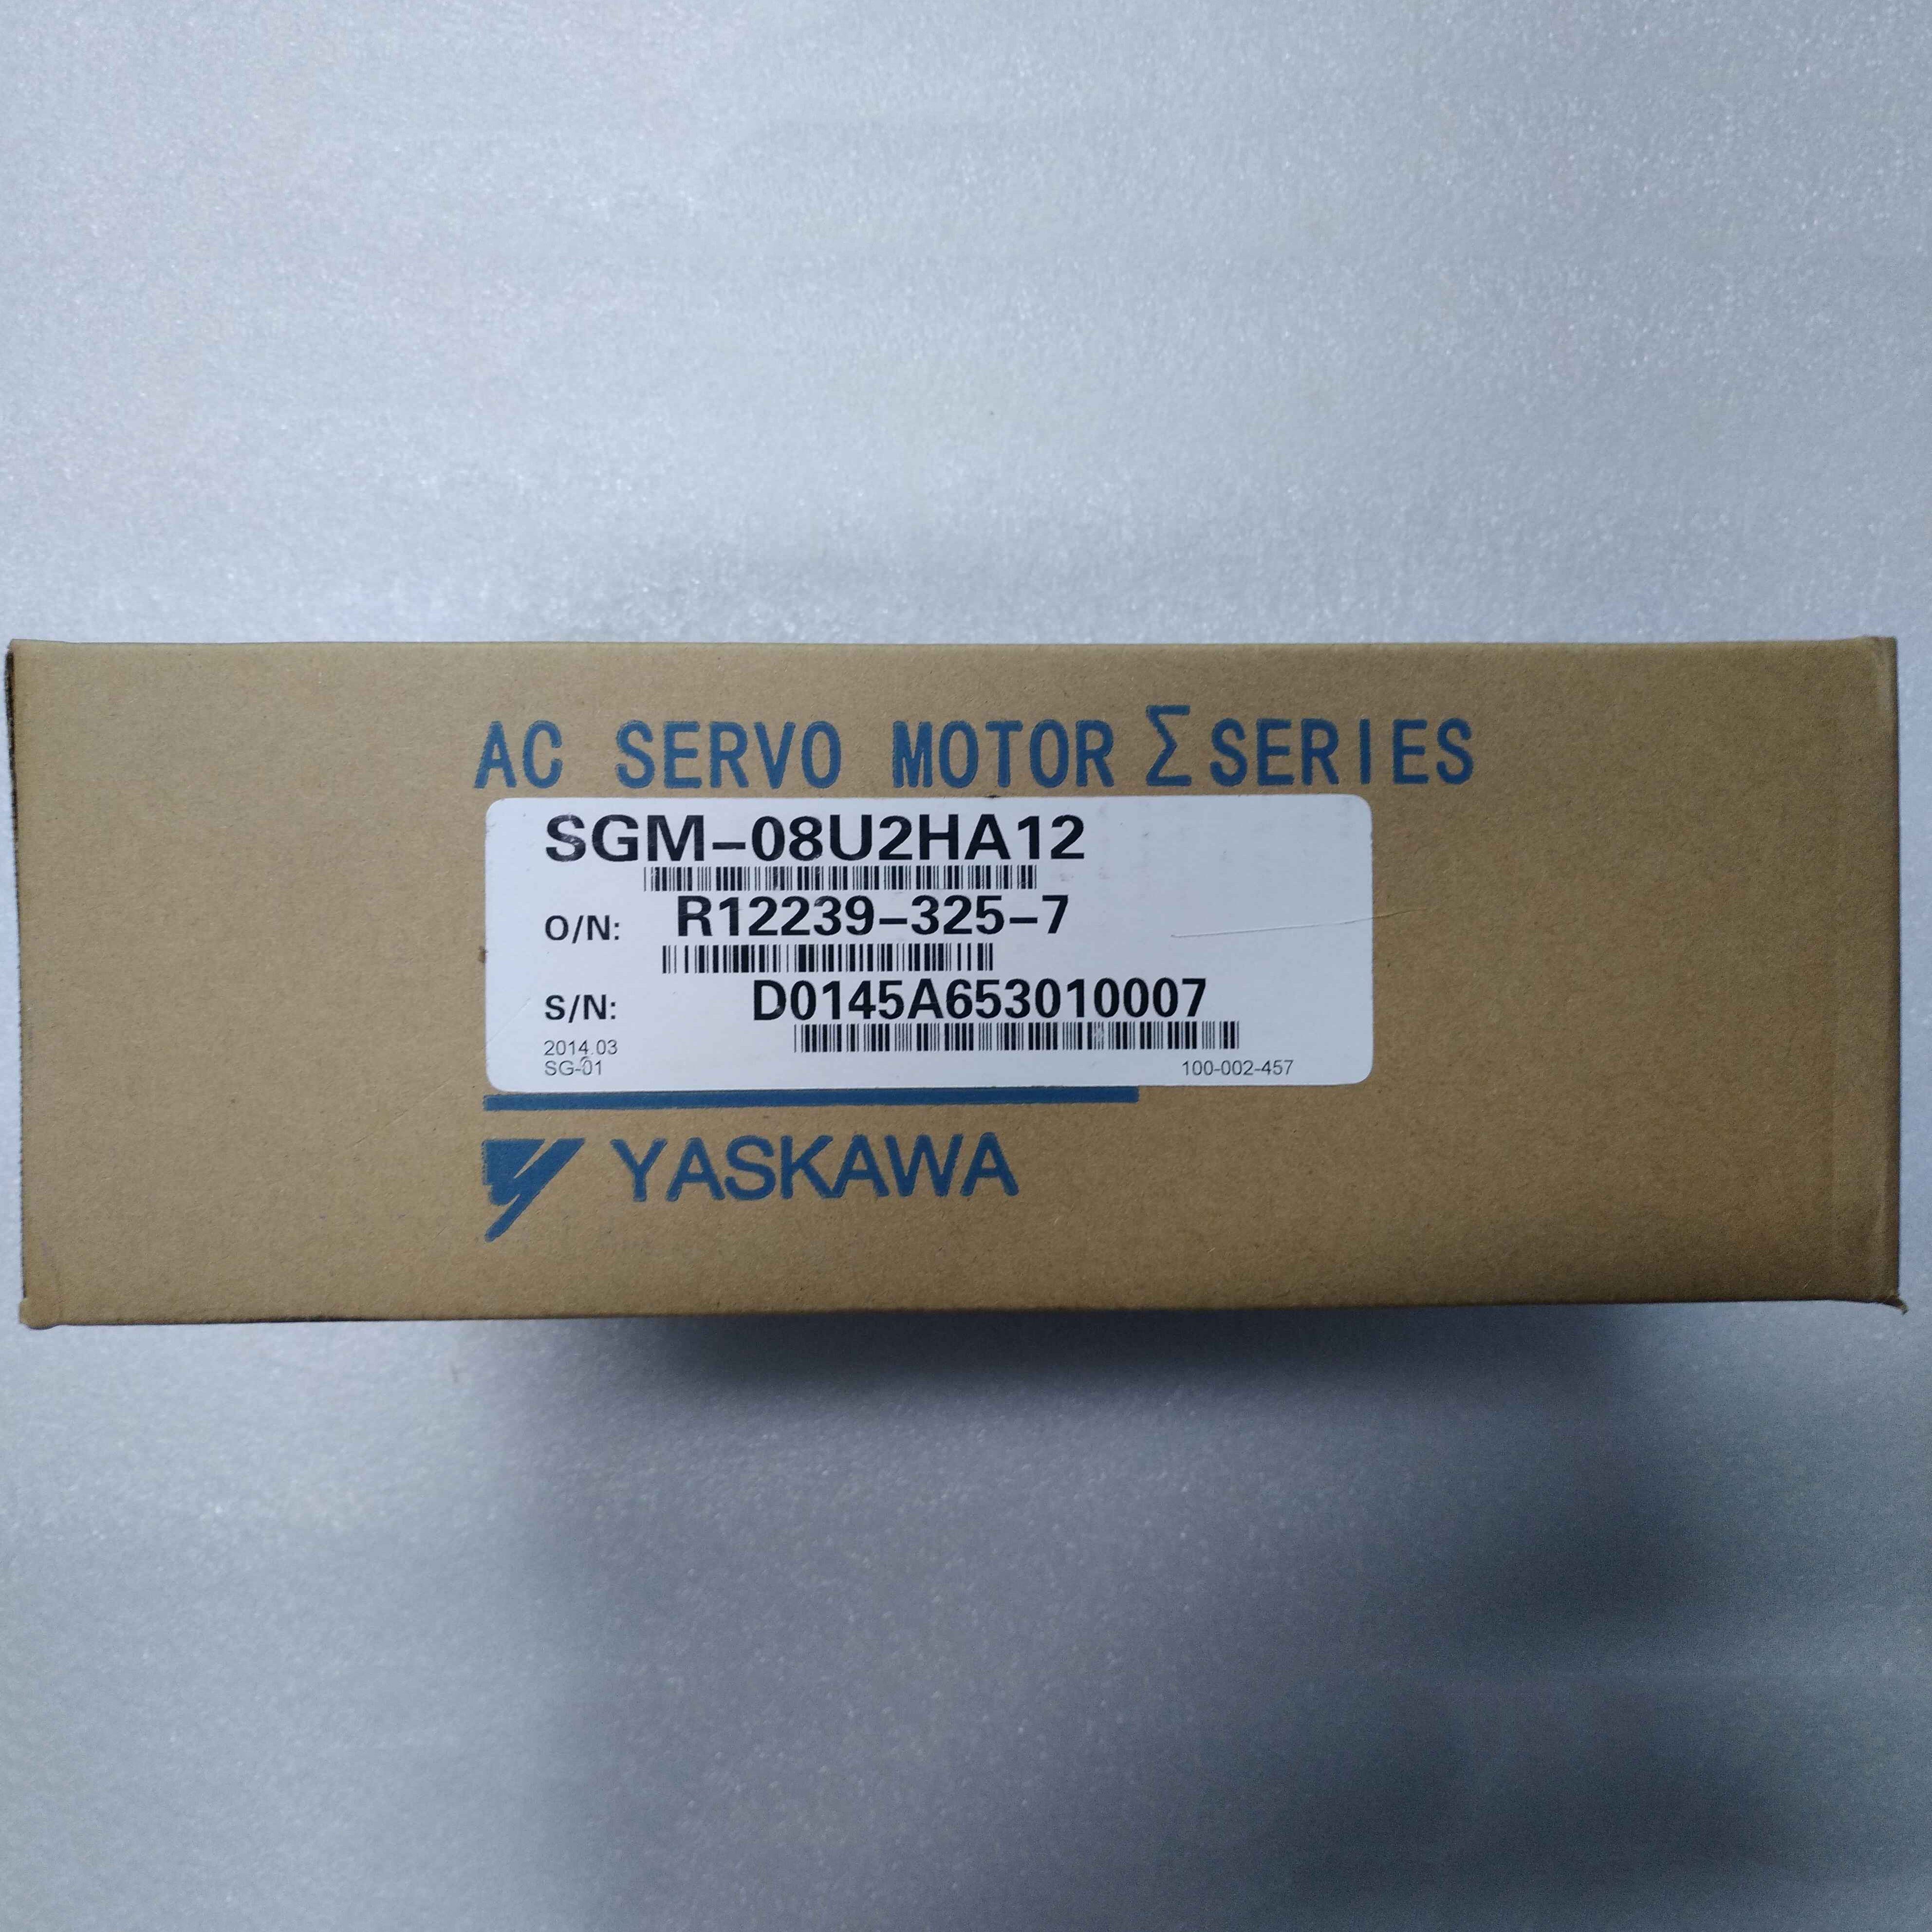 AC SERVO MOTOR Σ SERIES
SGM-08U2HA12
O/N: R12239-325-7
S/N: D0145A653010007
2014.03
SG-01 100-002-457
YASKAWA